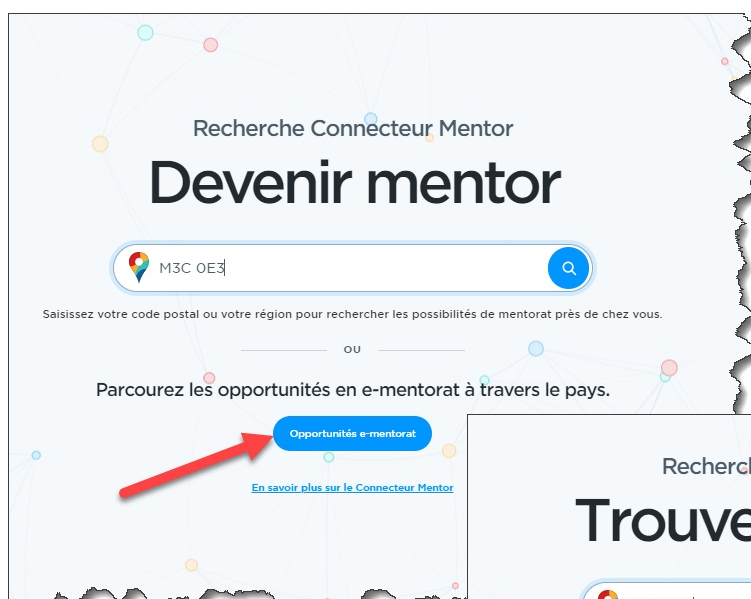 Recherche Connecteur Mentor
Devenir mentor
M3C 0E3
Saisissez votre code postal ou votre région pour rechercher les possibilités de mentorat près de chez vous.
OU
Parcourez les opportunités en e-mentorat à travers le pays.
Opportunités e-mentorat
En savoir plus sur le Connecteur Mentor